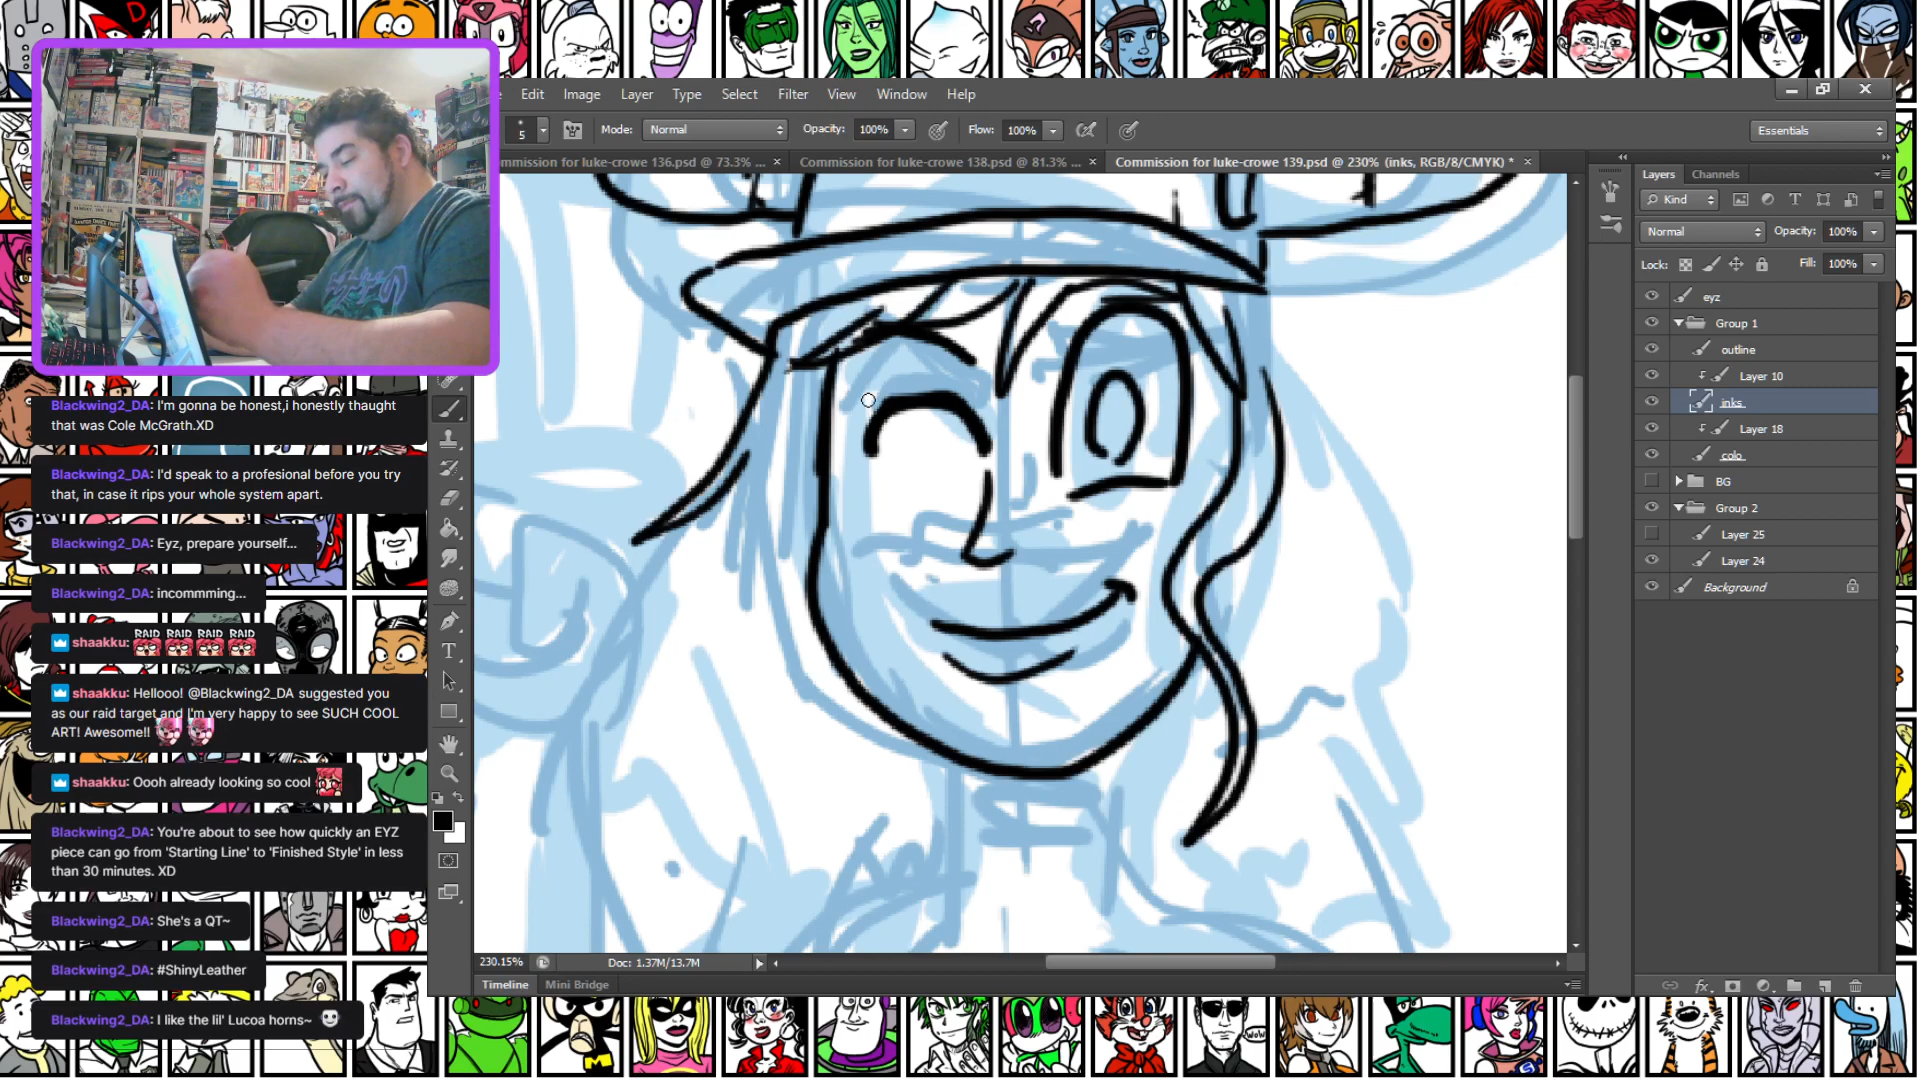 Edit Image Layer Type Select Filter View Window Help
5 Mode: Normal Opacity: 100% Flow: 100% Essentials
mmission for luke-crowe 136.psd @ 73.3% ... × Commission for luke-crowe 138.psd @ 81.3% ... × Commission for luke-crowe 139.psd @ 230% (inks, RGB/8/CMYK) * ×
Layers Channels
Kind
Normal Opacity: 100%
Lock: Fill: 100%
eyz
Group 1
outline
Layer 10
inks
Layer 18
colo
BG
Group 2
Layer 25
Layer 24
Background
Blackwing2_DA: I'm gonna be honest,i honestly thaught
that was Cole McGrath.XD
Blackwing2_DA: I'd speak to a profesional before you try
that, in case it rips your whole system apart.
Blackwing2_DA: Eyz, prepare yourself...
Blackwing2_DA: incommming...
shaakku: RAID RAID RAID RAID
shaakku: Hellooo! @Blackwing2_DA suggested you
as our raid target and I'm very happy to see SUCH COOL
ART! Awesome!!
shaakku: Oooh already looking so cool
Blackwing2_DA: You're about to see how quickly an EYZ
piece can go from 'Starting Line' to 'Finished Style' in less
than 30 minutes. XD
Blackwing2_DA: She's a QT~
Blackwing2_DA: #ShinyLeather
Blackwing2_DA: I like the lil' Lucoa horns~
230.15% Doc: 1.37M/13.7M
Timeline Mini Bridge
WOW